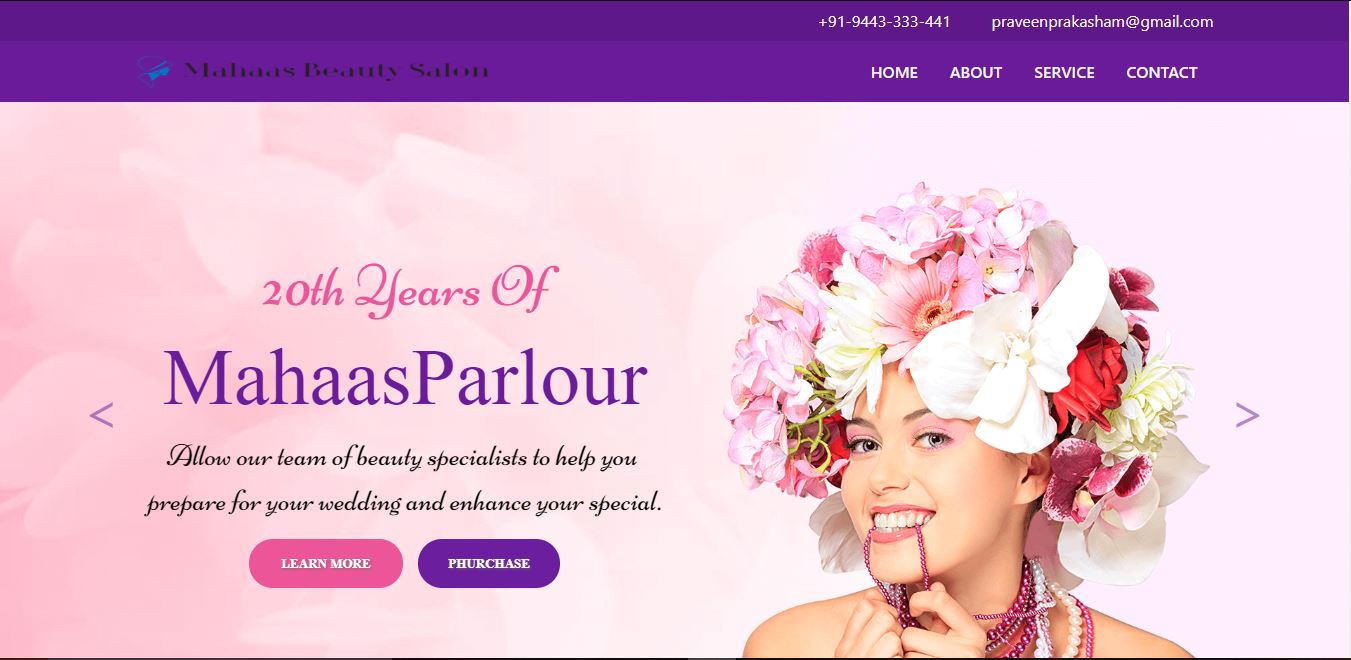 +91-9443-333-441 praveenprakasham@gmail.com
Mahaas Beauty Salon HOME ABOUT SERVICE CONTACT
20th Years Of
MahaasParlour
< >
Allow our team of beauty specialists to help you
prepare for your wedding and enhance your special.
LEARN MORE PHURCHASE